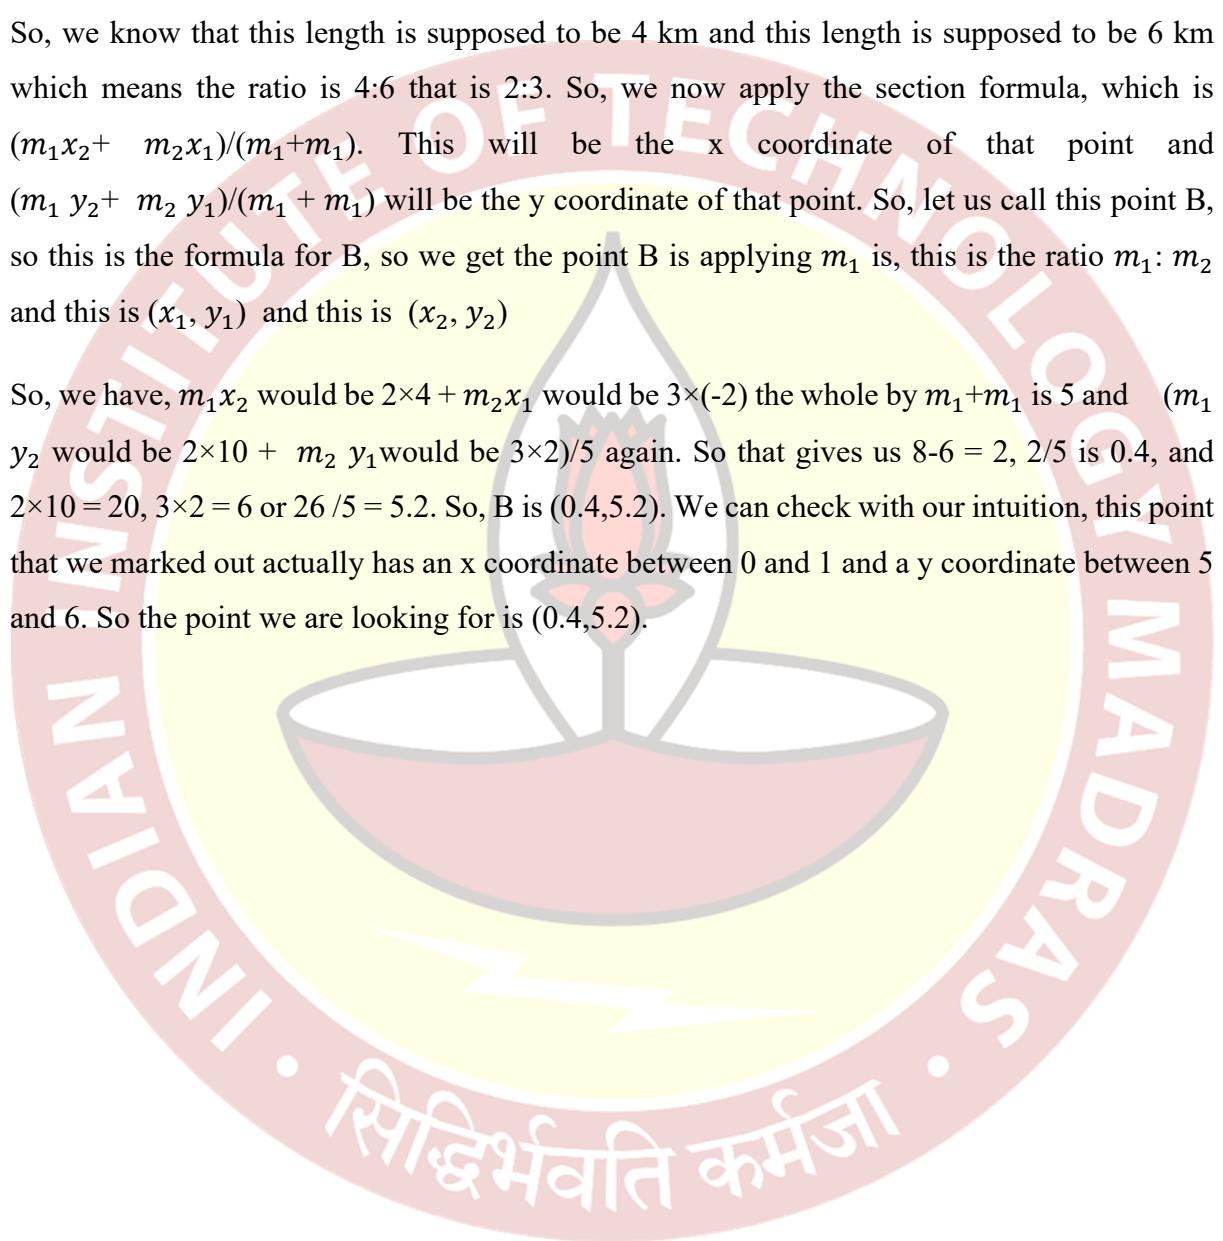 So, we know that this length is supposed to be 4 km and this length is supposed to be 6 km
which means the ratio is 4:6 that is 2:3. So, we now apply the section formula, which is
(m₁x₂+ m₂x₁)/(m₁+m₁). This will be the x coordinate of that point and
(m₁ y₂+ m₂ y₁)/(m₁ + m₁) will be the y coordinate of that point. So, let us call this point B,
so this is the formula for B, so we get the point B is applying m₁ is, this is the ratio m₁: m₂
and this is (x₁, y₁) and this is (x₂, y₂)
So, we have, m₁x₂ would be 2×4 + m₂x₁ would be 3×(-2) the whole by m₁+m₁ is 5 and (m₁
y₂ would be 2×10 + m₂ y₁would be 3×2)/5 again. So that gives us 8-6 = 2, 2/5 is 0.4, and
2×10 = 20, 3×2 = 6 or 26 /5 = 5.2. So, B is (0.4,5.2). We can check with our intuition, this point
that we marked out actually has an x coordinate between 0 and 1 and a y coordinate between 5
and 6. So the point we are looking for is (0.4,5.2).
INDIAN INSTITUTE OF TECHNOLOGY MADRAS
सिद्धिर्भवति कर्मजा